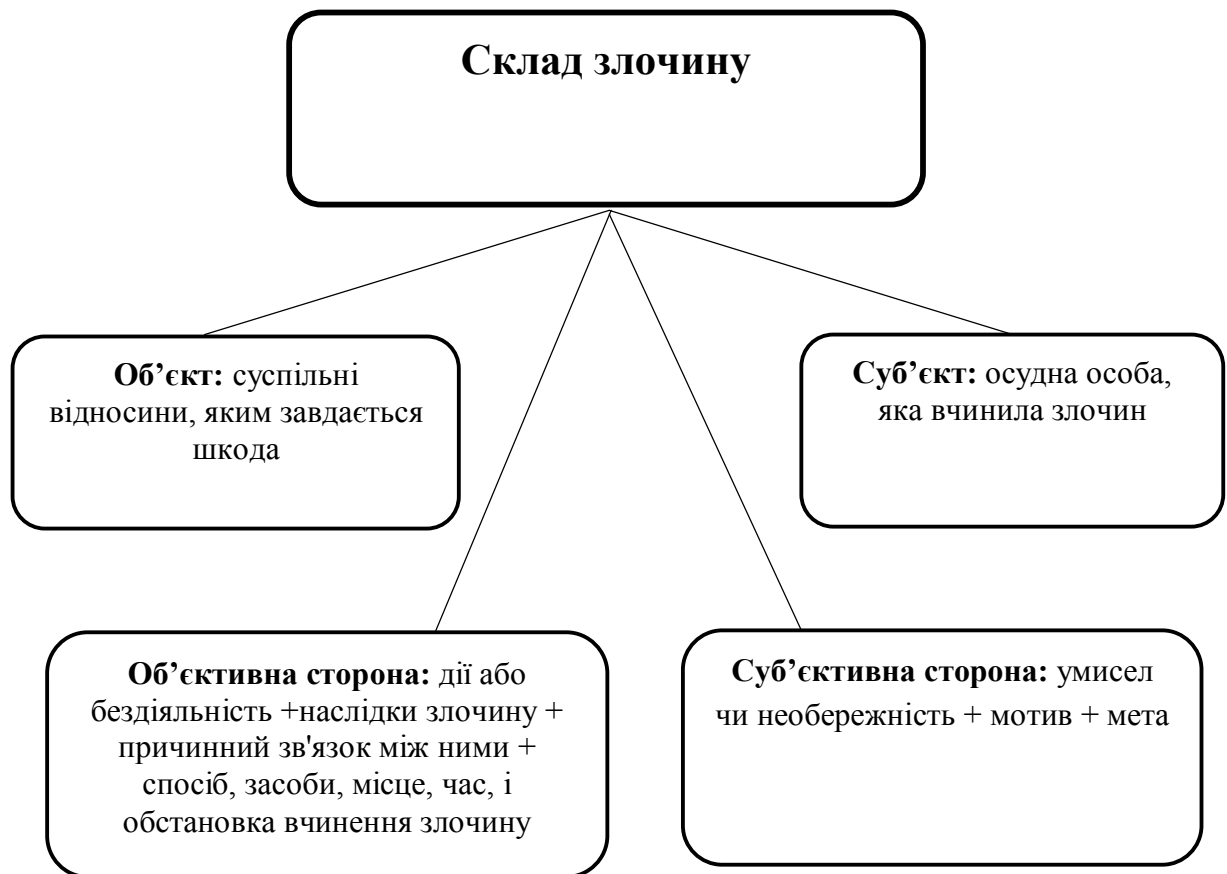 Склад злочину
Об’єкт: суспільні
відносини, яким завдається
шкода
Суб’єкт: осудна особа,
яка вчинила злочин
Об’єктивна сторона: дії або
бездіяльність +наслідки злочину +
причинний зв'язок між ними +
спосіб, засоби, місце, час, і
обстановка вчинення злочину
Суб’єктивна сторона: умисел
чи необережність + мотив + мета